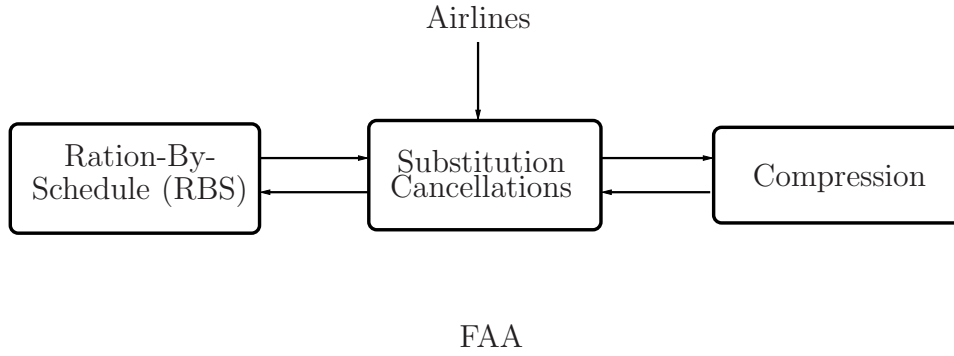 Airlines
Ration-By-
Schedule (RBS)
Substitution
Cancellations
Compression
FAA